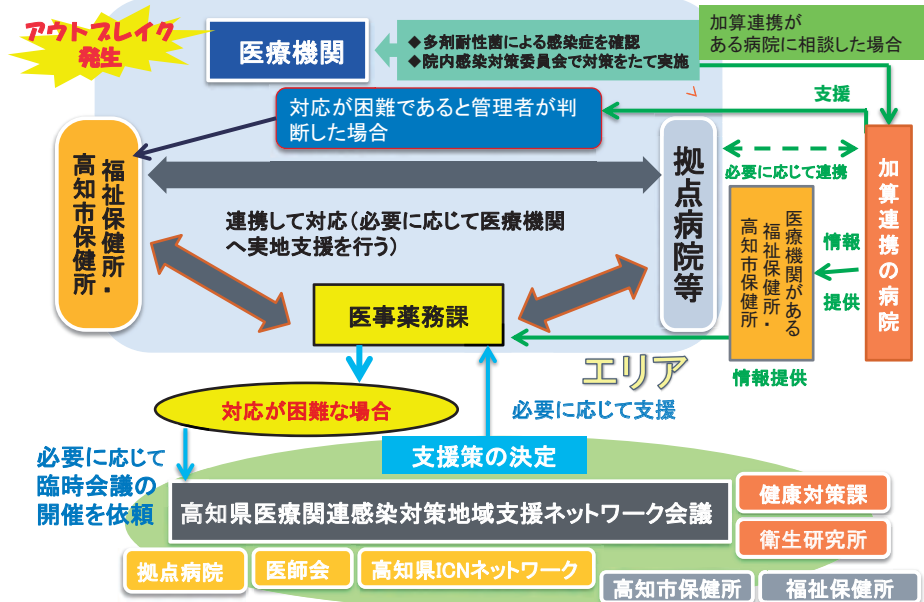 アウトブレイク
発生
医療機関
◆多剤耐性菌による感染症を確認
◆院内感染対策委員会で対策をたて実施
加算連携が
ある病院に相談した場合
対応が困難であると管理者が判
断した場合
支援
福祉保健所・
高知市保健所
拠点病院等
必要に応じて連携
加算連携の病院
連携して対応（必要に応じて医療機関
へ実地支援を行う）
医療機関がある
福祉保健所・
高知市保健所
情報
提供
医事薬務課
エリア
情報提供
対応が困難な場合
必要に応じて支援
必要に応じて
臨時会議の
開催を依頼
支援策の決定
高知県医療関連感染対策地域支援ネットワーク会議
健康対策課
衛生研究所
拠点病院
医師会
高知県ICNネットワーク
高知市保健所
福祉保健所